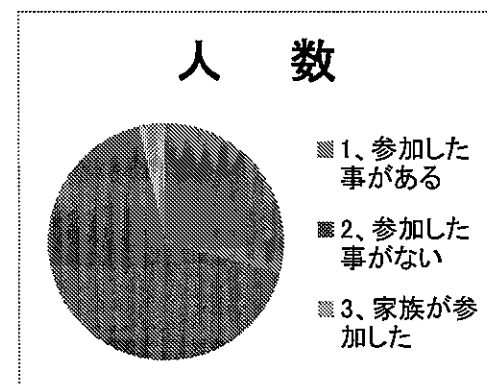 人　数
1、参加した
事がある
2、参加した
事がない
3、家族が参
加した